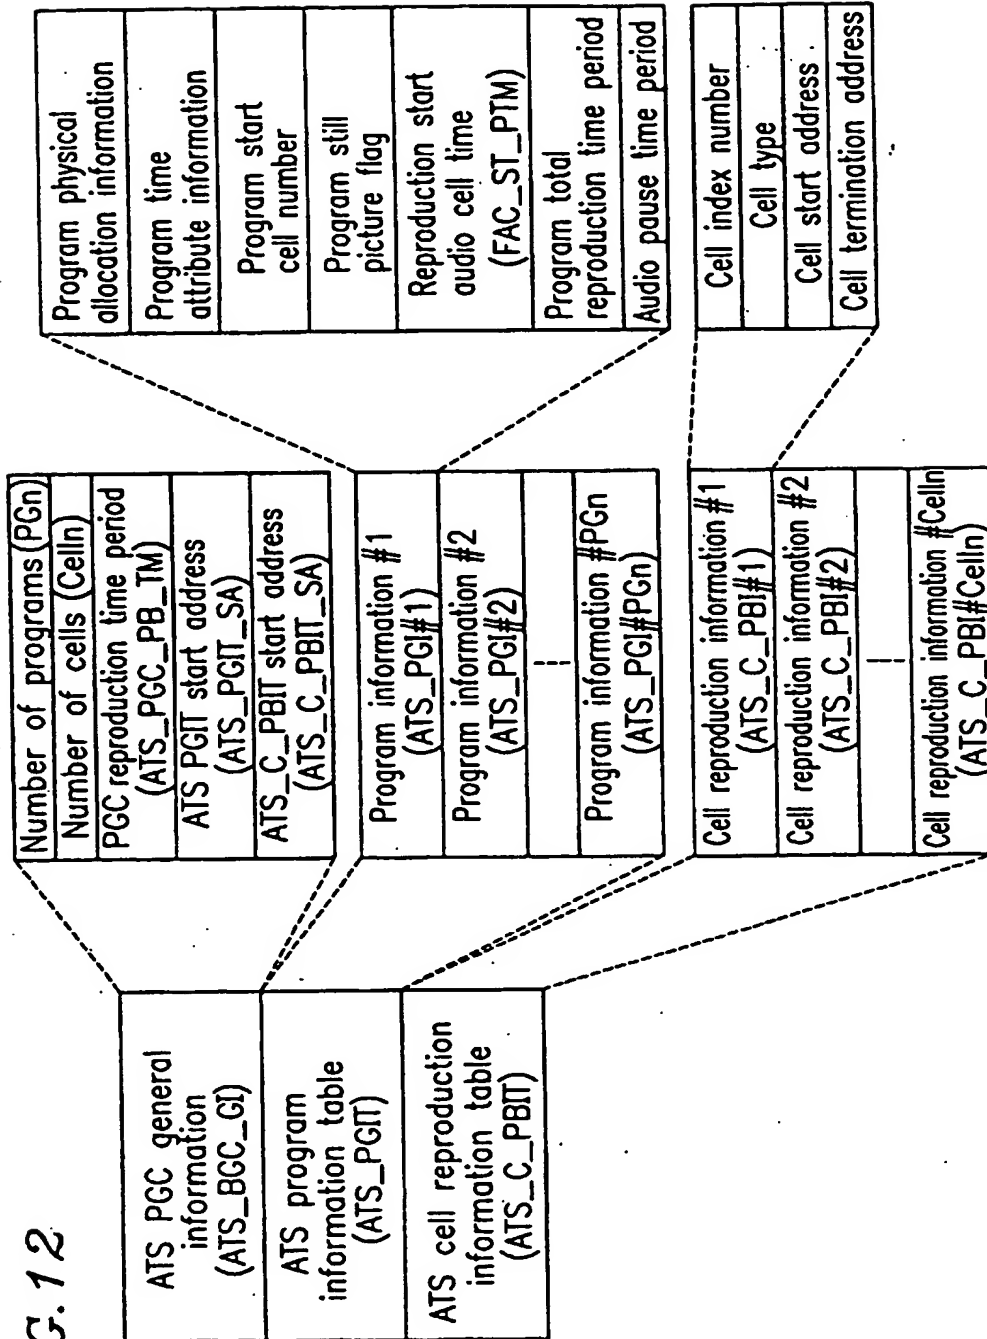 G.12
ATS PGC general
information
(ATS_BGC_GI)
ATS program
information table
(ATS_PGIT)
ATS cell reproduction
information table
(ATS_C_PBIT)
Number of programs(PGn)
Number of cells(Celln)
PGC reproduction time period
(ATS_PGC_PB_TM)
ATS PGIT start address
(ATS_PGIT_SA)
ATS_C_PBIT start address
(ATS_C_PBIT_SA)
Program information #1
(ATS_PGI#1)
Program information #2
(ATS_PGI#2)
Program information #PGn
(ATS_PGI#PGn)
Cell reproduction information #1
(ATS_C_PBI#1)
Cell reproduction information #2
(ATS_C_PBI#2)
Cell reproduction information #Celln
(ATS_C_PBI#Celln)
Program physical
allocation information
Program time
attribute information
Program start
cell number
Program still
picture flag
Reproduction start
audio cell time
(FAC_ST_PTM)
Program total
reproduction time period
Audio pause time period
Cell index number
Cell type
Cell start address
Cell termination address